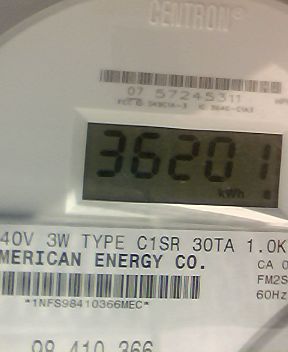 CENTRON®
07 57245311
36201
kWh
40V 3W TYPE C1SR 30TA 1.0K
MERICAN ENERGY CO.
CA 0
FM2S
60Hz
*1NFS98410366MEC*
98 410 366